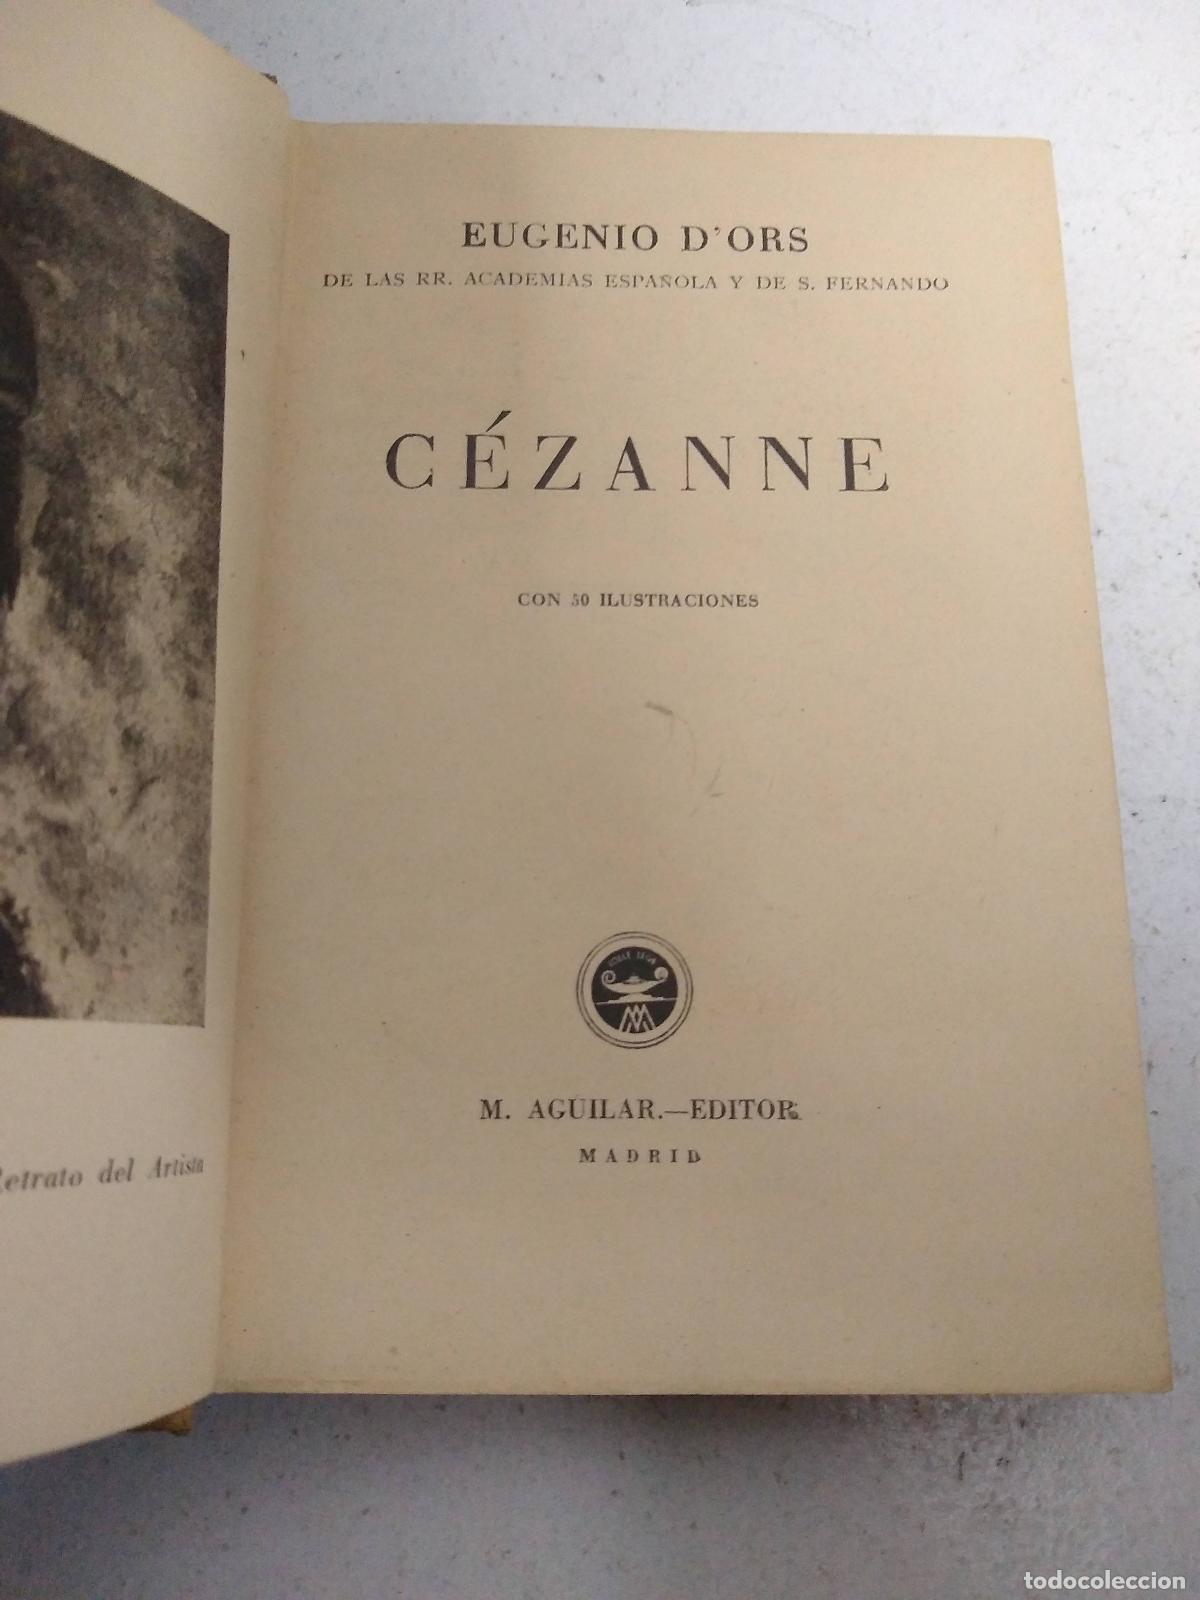 EUGENIO D'ORS
DE LAS RR. ACADEMIAS ESPAÑOLA Y DE S. FERNANDO
CÉZANNE
CON 50 ILUSTRACIONES
M. AGUILAR.—EDITOR
MADRID
Retrato del Artista
todocoleccion